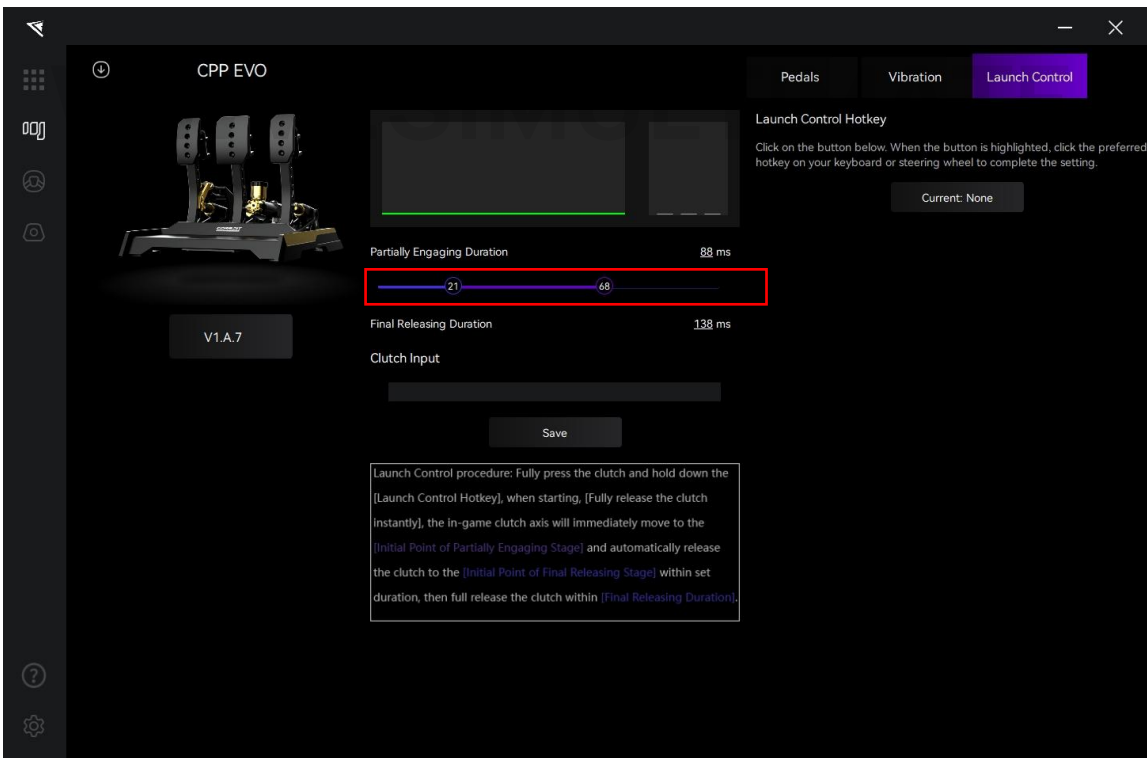 CPP EVO
Pedals
Vibration
Launch Control
V1.A.7
Partially Engaging Duration
88 ms
21
68
Final Releasing Duration
138 ms
Clutch Input
Save
Launch Control procedure: Fully press the clutch and hold down the
[Launch Control Hotkey], when starting, [Fully release the clutch
instantly], the in-game clutch axis will immediately move to the
[Initial Point of Partially Engaging Stage] and automatically release
the clutch to the [Initial Point of Final Releasing Stage] within set
duration, then full release the clutch within [Final Releasing Duration].
Launch Control Hotkey
Click on the button below. When the button is highlighted, click the preferred
hotkey on your keyboard or steering wheel to complete the setting.
Current: None